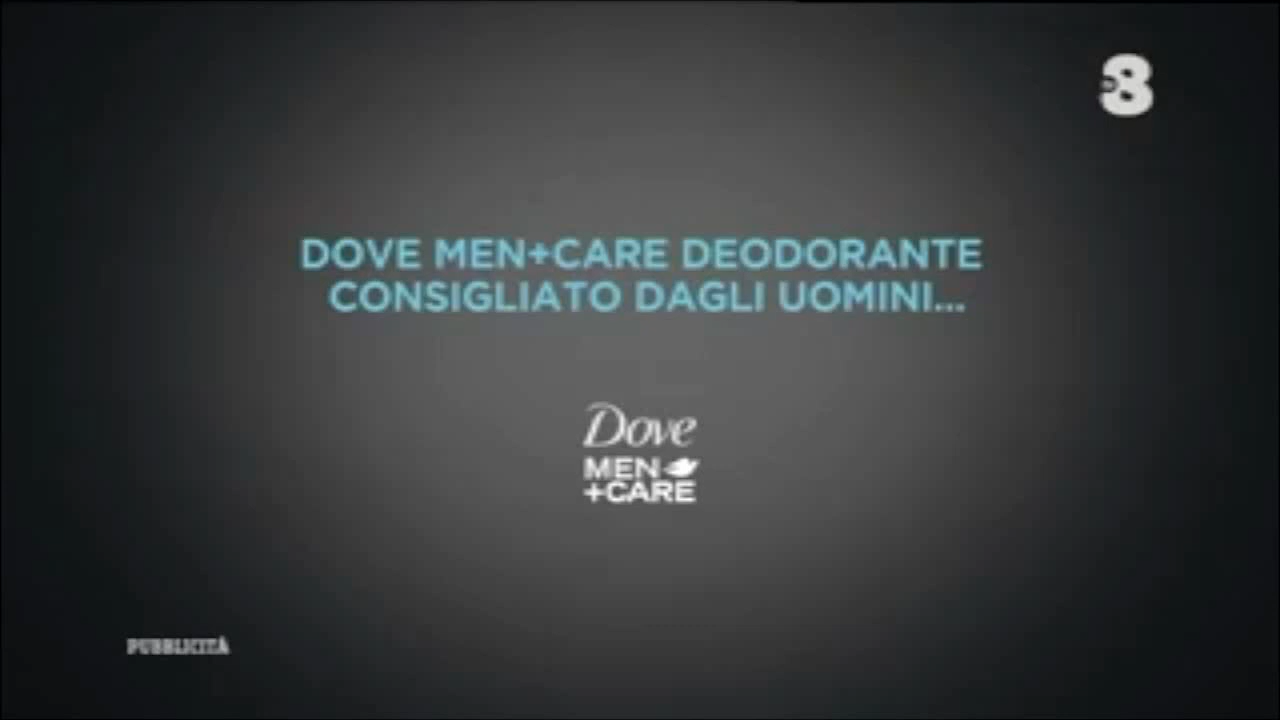 8
DOVE MEN+CARE DEODORANTE
CONSIGLIATO DAGLI UOMINI...
Dove
MEN
+CARE
PUBBLICITÀ